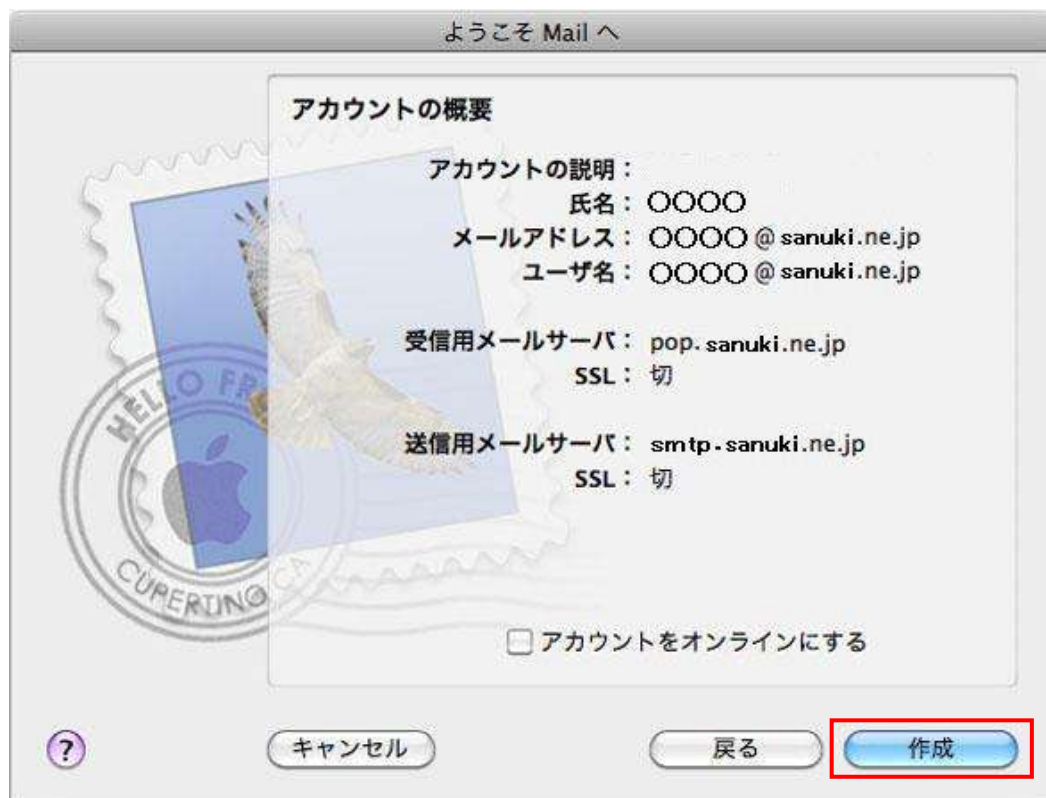 ようこそ Mail へ
アカウントの概要
アカウントの説明：
氏名： 〇〇〇〇
メールアドレス： 〇〇〇〇@sanuki.ne.jp
ユーザ名： 〇〇〇〇@sanuki.ne.jp
受信用メールサーバ： pop.sanuki.ne.jp
SSL： 切
送信用メールサーバ： smtp.sanuki.ne.jp
SSL： 切
HELLO FR
CUPERTINO CA
アカウントをオンラインにする
? キャンセル 戻る 作成